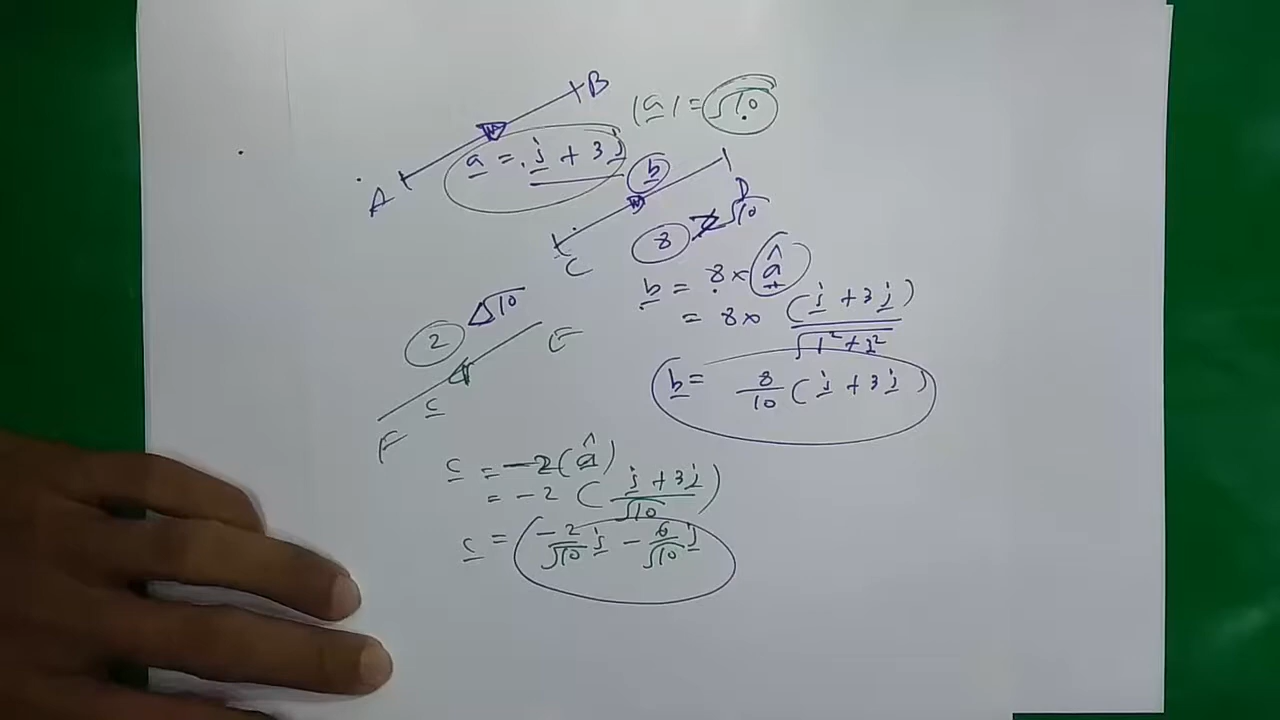 B
|a| = √10
a = i + 3j
A
b
D
C
8 √10
b = 8 × â
= 8 × (i + 3j)
√1² + 3²
2 √10
E
c
F
b = 8/10 (i + 3j)
c = -2(â)
= -2 (i + 3j / √10)
c = -2/√10 i - 6/√10 j